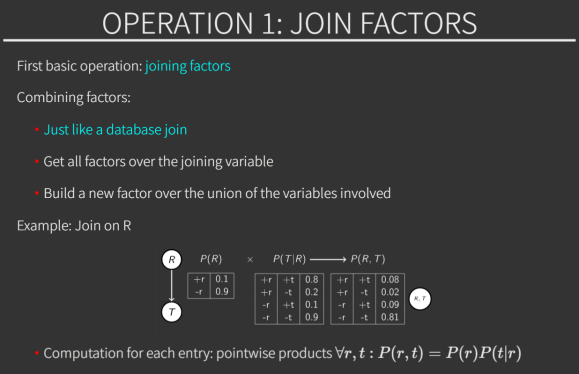 OPERATION 1: JOIN FACTORS
First basic operation: joining factors
Combining factors:
• Just like a database join
• Get all factors over the joining variable
• Build a new factor over the union of the variables involved
Example: Join on R
R P(R) × P(T|R) ⟶ P(R, T)
+r 0.1 +r +t 0.8 +r +t 0.08
-r 0.9 +r -t 0.2 +r -t 0.02
-r +t 0.1 -r +t 0.09
-r -t 0.9 -r -t 0.81
T
R, T
• Computation for each entry: pointwise products ∀r, t : P(r, t) = P(r)P(t|r)